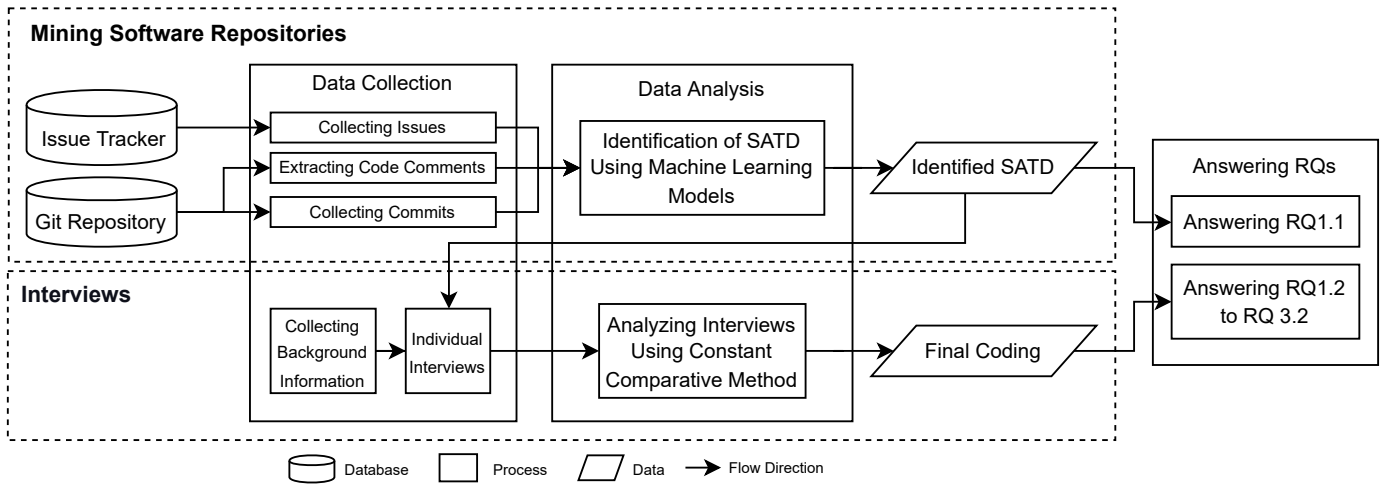 Mining Software Repositories
Data Collection
Data Analysis
Issue Tracker
Git Repository
Collecting Issues
Extracting Code Comments
Collecting Commits
Identification of SATD
Using Machine Learning
Models
Identified SATD
Answering RQs
Answering RQ1.1
Answering RQ1.2
to RQ 3.2
Interviews
Collecting
Background
Information
Individual
Interviews
Analyzing Interviews
Using Constant
Comparative Method
Final Coding
Database
Process
Data
Flow Direction